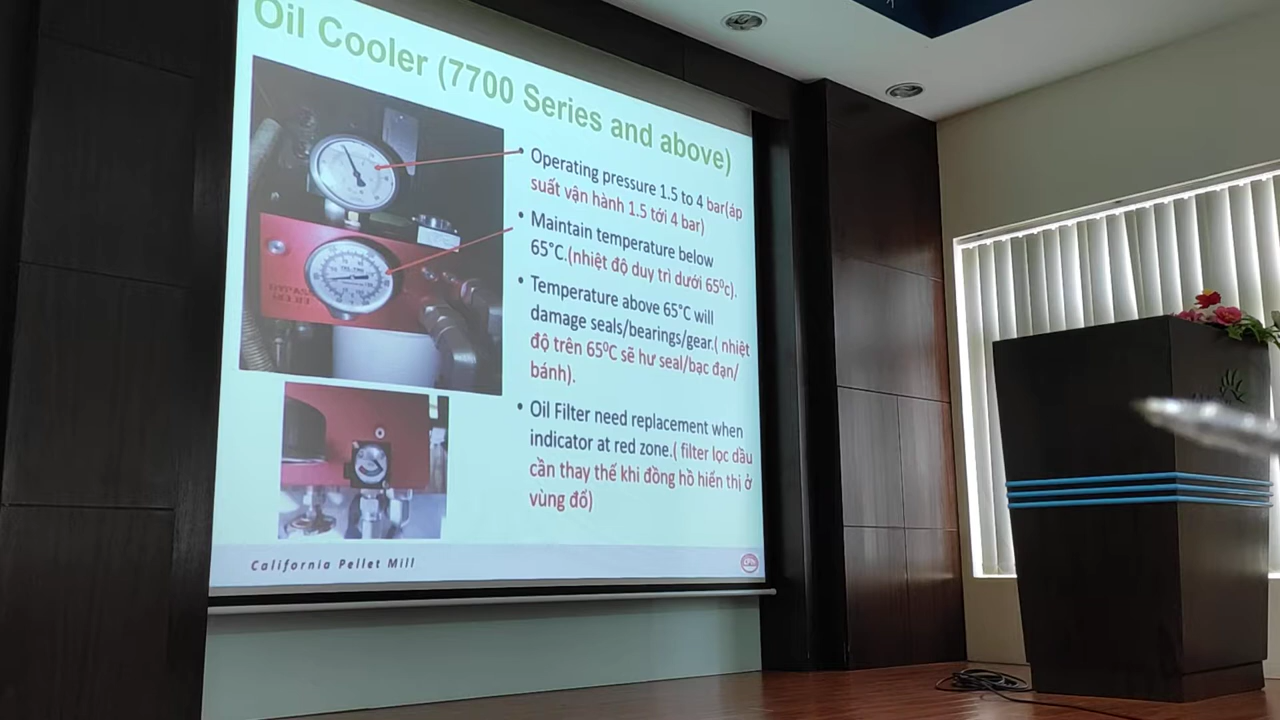 Oil Cooler (7700 Series and above)
Operating pressure 1.5 to 4 bar(áp
suất vận hành 1.5 tới 4 bar)
Maintain temperature below
65°C.(nhiệt độ duy trì dưới 65⁰c).
Temperature above 65°C will
damage seals/bearings/gear.( nhiệt
độ trên 65⁰C sẽ hư seal/bạc đạn/
bánh).
Oil Filter need replacement when
indicator at red zone.( filter lọc dầu
cần thay thế khi đồng hồ hiển thị ở
vùng đỏ)
California Pellet Mill